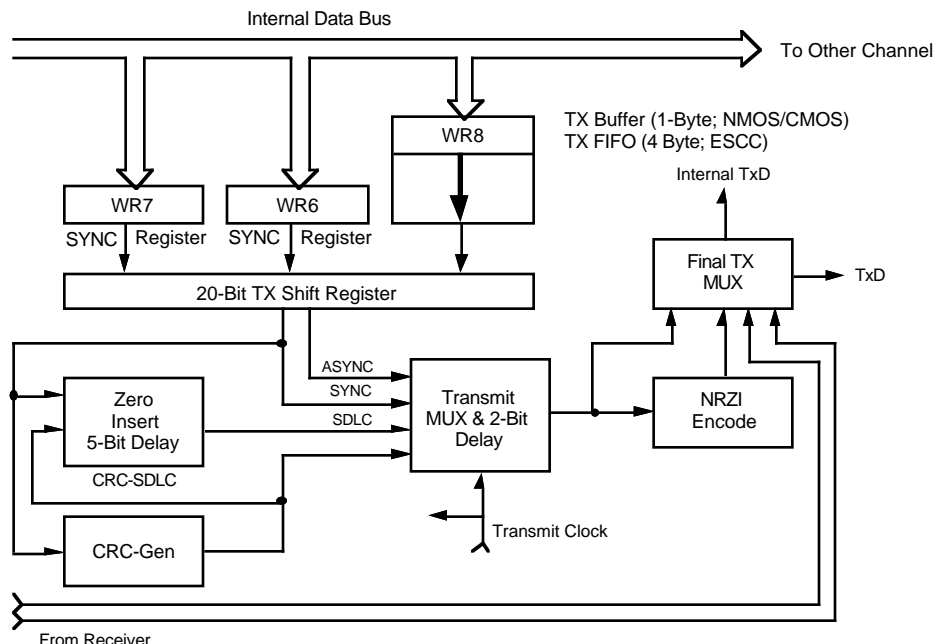 Internal Data Bus
To Other Channel
TX Buffer (1-Byte; NMOS/CMOS)
TX FIFO (4 Byte; ESCC)
WR8
Internal TxD
WR7
WR6
SYNC Register
SYNC Register
Final TX
MUX
TxD
20-Bit TX Shift Register
ASYNC
SYNC
SDLC
Zero
Insert
5-Bit Delay
Transmit
MUX & 2-Bit
Delay
NRZI
Encode
CRC-SDLC
Transmit Clock
CRC-Gen
From Receiver